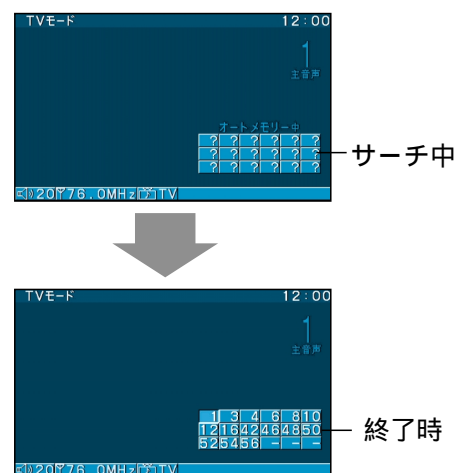 TVモード 12:00
1
主音声
オートメモリー中
? ? ? ? ? ?
? ? ? ? ? ?
? ? ? ? ? ?
サーチ中
20 76.0MHz TV
TVモード 12:00
1
主音声
1 3 4 6 8 10
12 16 42 46 48 50
52 54 56 - - -
終了時
20 76.0MHz TV